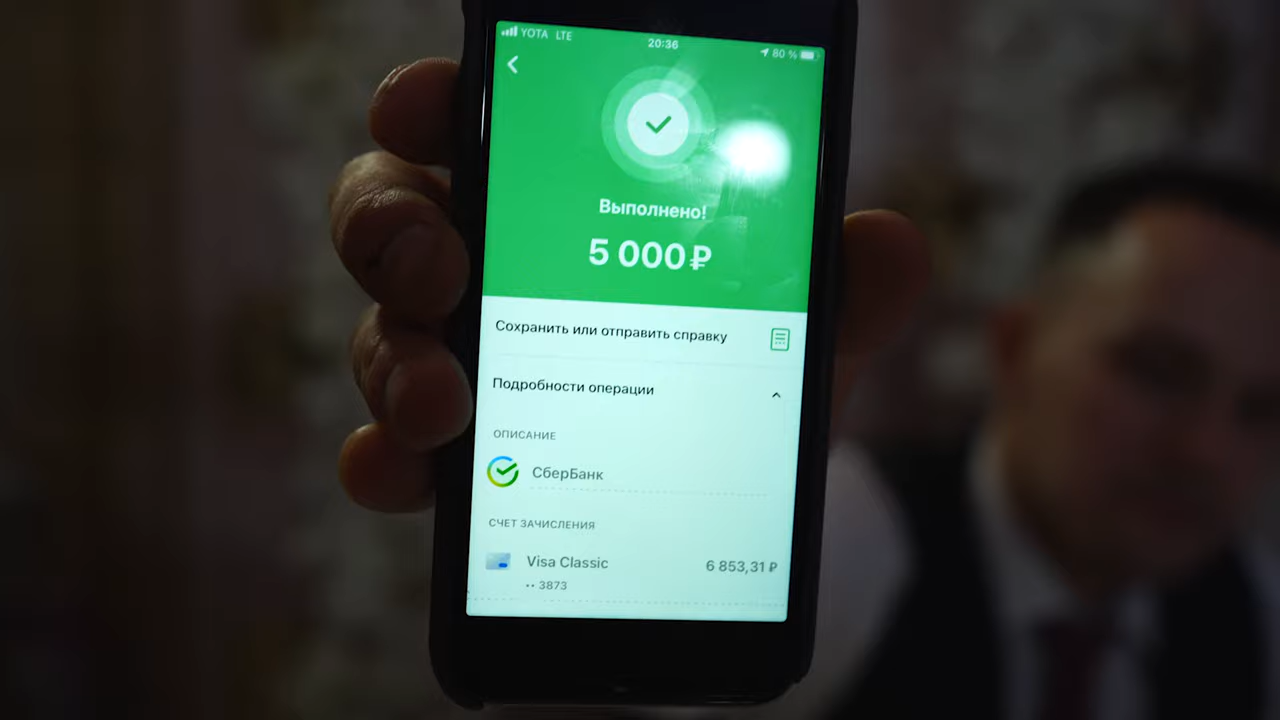 YOTA LTE
20:36
80 %
Выполнено!
5 000 ₽
Сохранить или отправить справку
Подробности операции
ОПИСАНИЕ
СберБанк
СЧЕТ ЗАЧИСЛЕНИЯ
Visa Classic 6 853,31 ₽
•• 3873